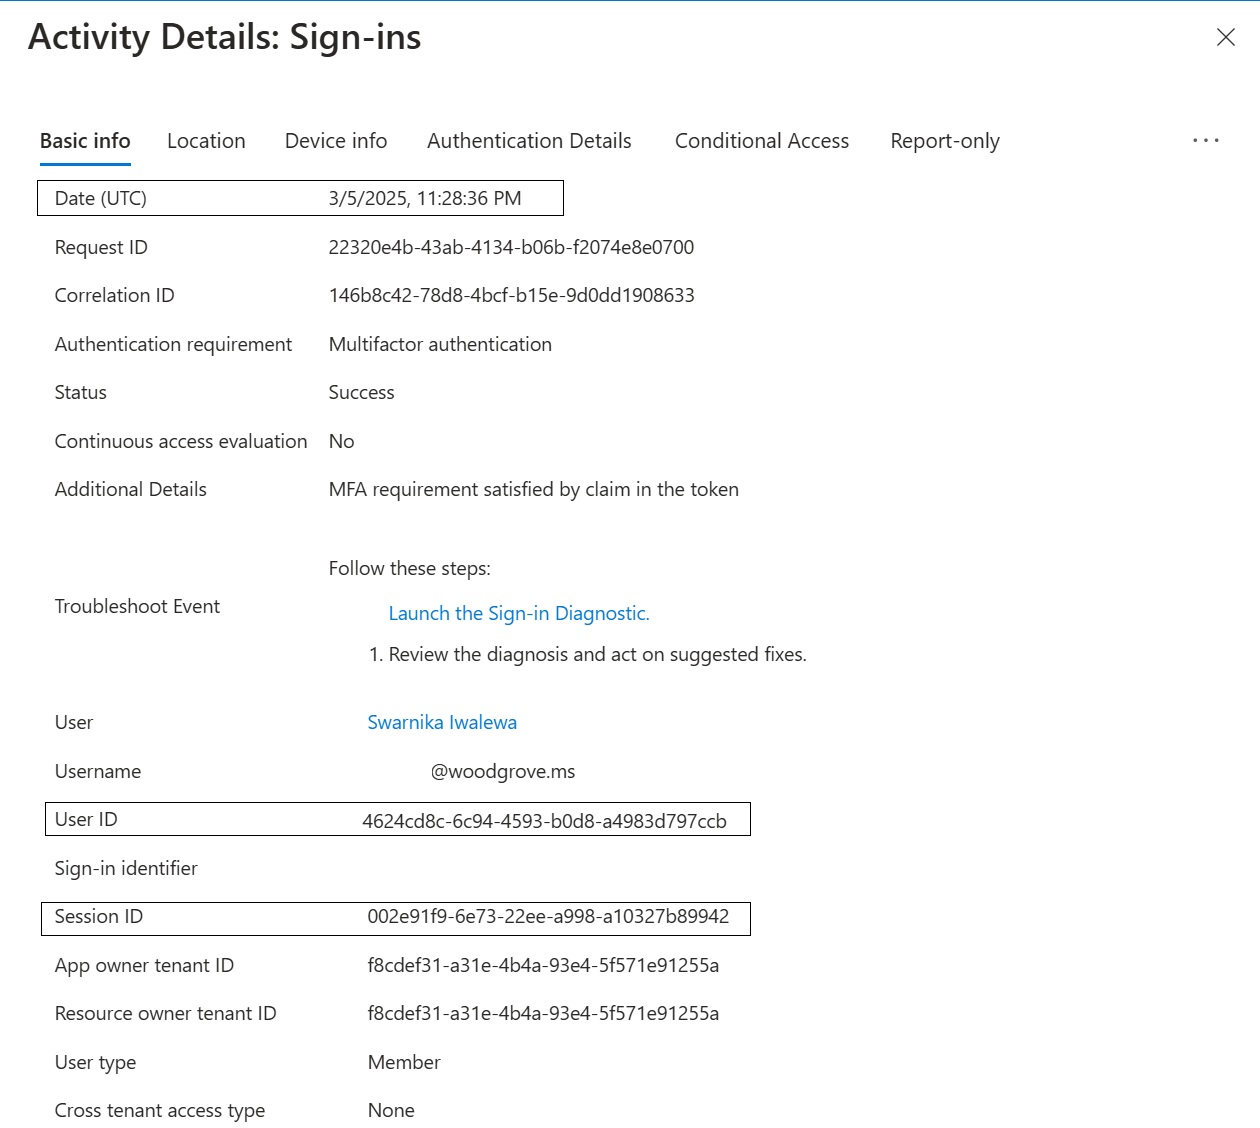 Activity Details: Sign-ins
Basic info Location Device info Authentication Details Conditional Access Report-only ...
Date (UTC) 3/5/2025, 11:28:36 PM
Request ID 22320e4b-43ab-4134-b06b-f2074e8e0700
Correlation ID 146b8c42-78d8-4bcf-b15e-9d0dd1908633
Authentication requirement Multifactor authentication
Status Success
Continuous access evaluation No
Additional Details MFA requirement satisfied by claim in the token
Follow these steps:
Troubleshoot Event
Launch the Sign-in Diagnostic.
1. Review the diagnosis and act on suggested fixes.
User Swarnika Iwalewa
Username @woodgrove.ms
User ID 4624cd8c-6c94-4593-b0d8-a4983d797ccb
Sign-in identifier
Session ID 002e91f9-6e73-22ee-a998-a10327b89942
App owner tenant ID f8cdef31-a31e-4b4a-93e4-5f571e91255a
Resource owner tenant ID f8cdef31-a31e-4b4a-93e4-5f571e91255a
User type Member
Cross tenant access type None